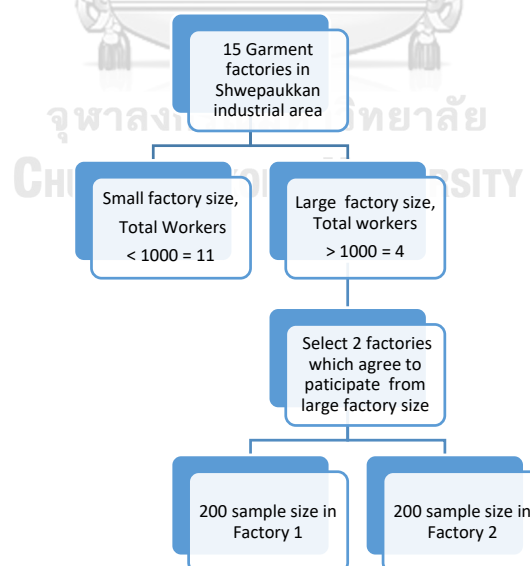 15 Garment
factories in
Shwepaukkan
industrial area
Small factory size,
Total Workers
< 1000 = 11
Large  factory size,
Total workers
> 1000 = 4
Select 2 factories
which agree to
paticipate  from
large factory size
200 sample size in
Factory 1
200 sample size in
Factory 2